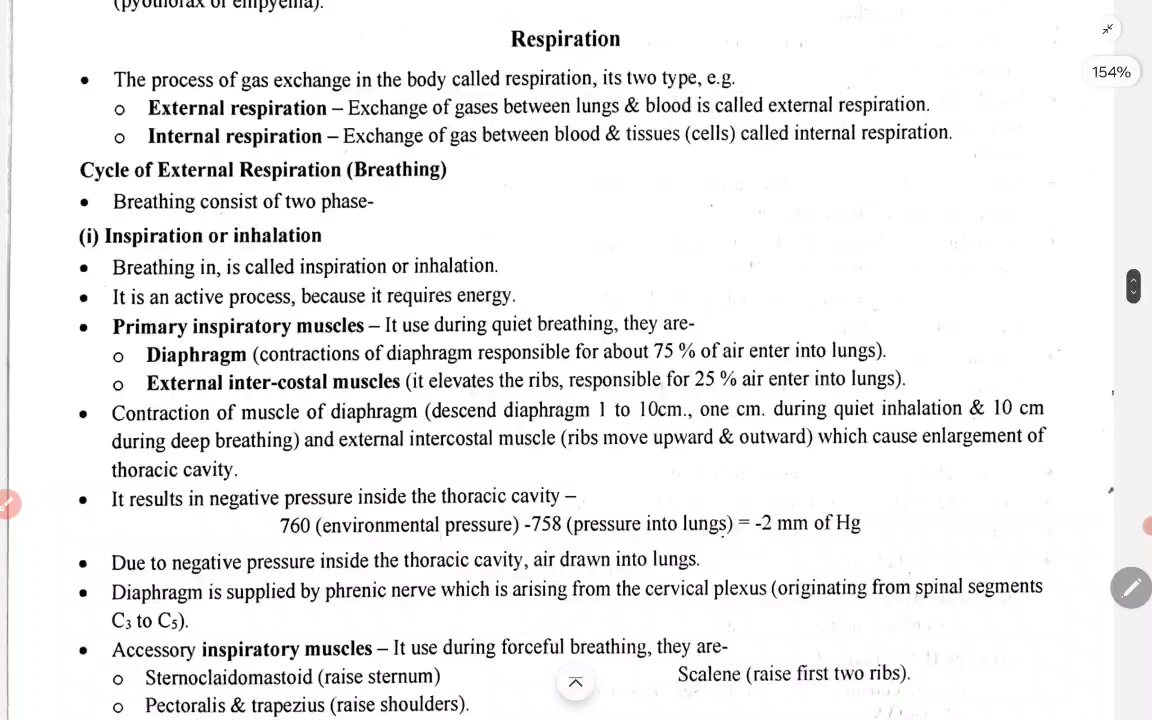 (pyothorax or empyema).
Respiration
154%
• The process of gas exchange in the body called respiration, its two type, e.g.
o External respiration – Exchange of gases between lungs & blood is called external respiration.
o Internal respiration – Exchange of gas between blood & tissues (cells) called internal respiration.
Cycle of External Respiration (Breathing)
• Breathing consist of two phase-
(i) Inspiration or inhalation
• Breathing in, is called inspiration or inhalation.
• It is an active process, because it requires energy.
• Primary inspiratory muscles – It use during quiet breathing, they are-
o Diaphragm (contractions of diaphragm responsible for about 75 % of air enter into lungs).
o External inter-costal muscles (it elevates the ribs, responsible for 25 % air enter into lungs).
• Contraction of muscle of diaphragm (descend diaphragm 1 to 10cm., one cm. during quiet inhalation & 10 cm
during deep breathing) and external intercostal muscle (ribs move upward & outward) which cause enlargement of
thoracic cavity.
• It results in negative pressure inside the thoracic cavity –
760 (environmental pressure) -758 (pressure into lungs) = -2 mm of Hg
• Due to negative pressure inside the thoracic cavity, air drawn into lungs.
• Diaphragm is supplied by phrenic nerve which is arising from the cervical plexus (originating from spinal segments
C₃ to C₅).
• Accessory inspiratory muscles – It use during forceful breathing, they are-
o Sternoclaidomastoid (raise sternum) Scalene (raise first two ribs).
o Pectoralis & trapezius (raise shoulders).